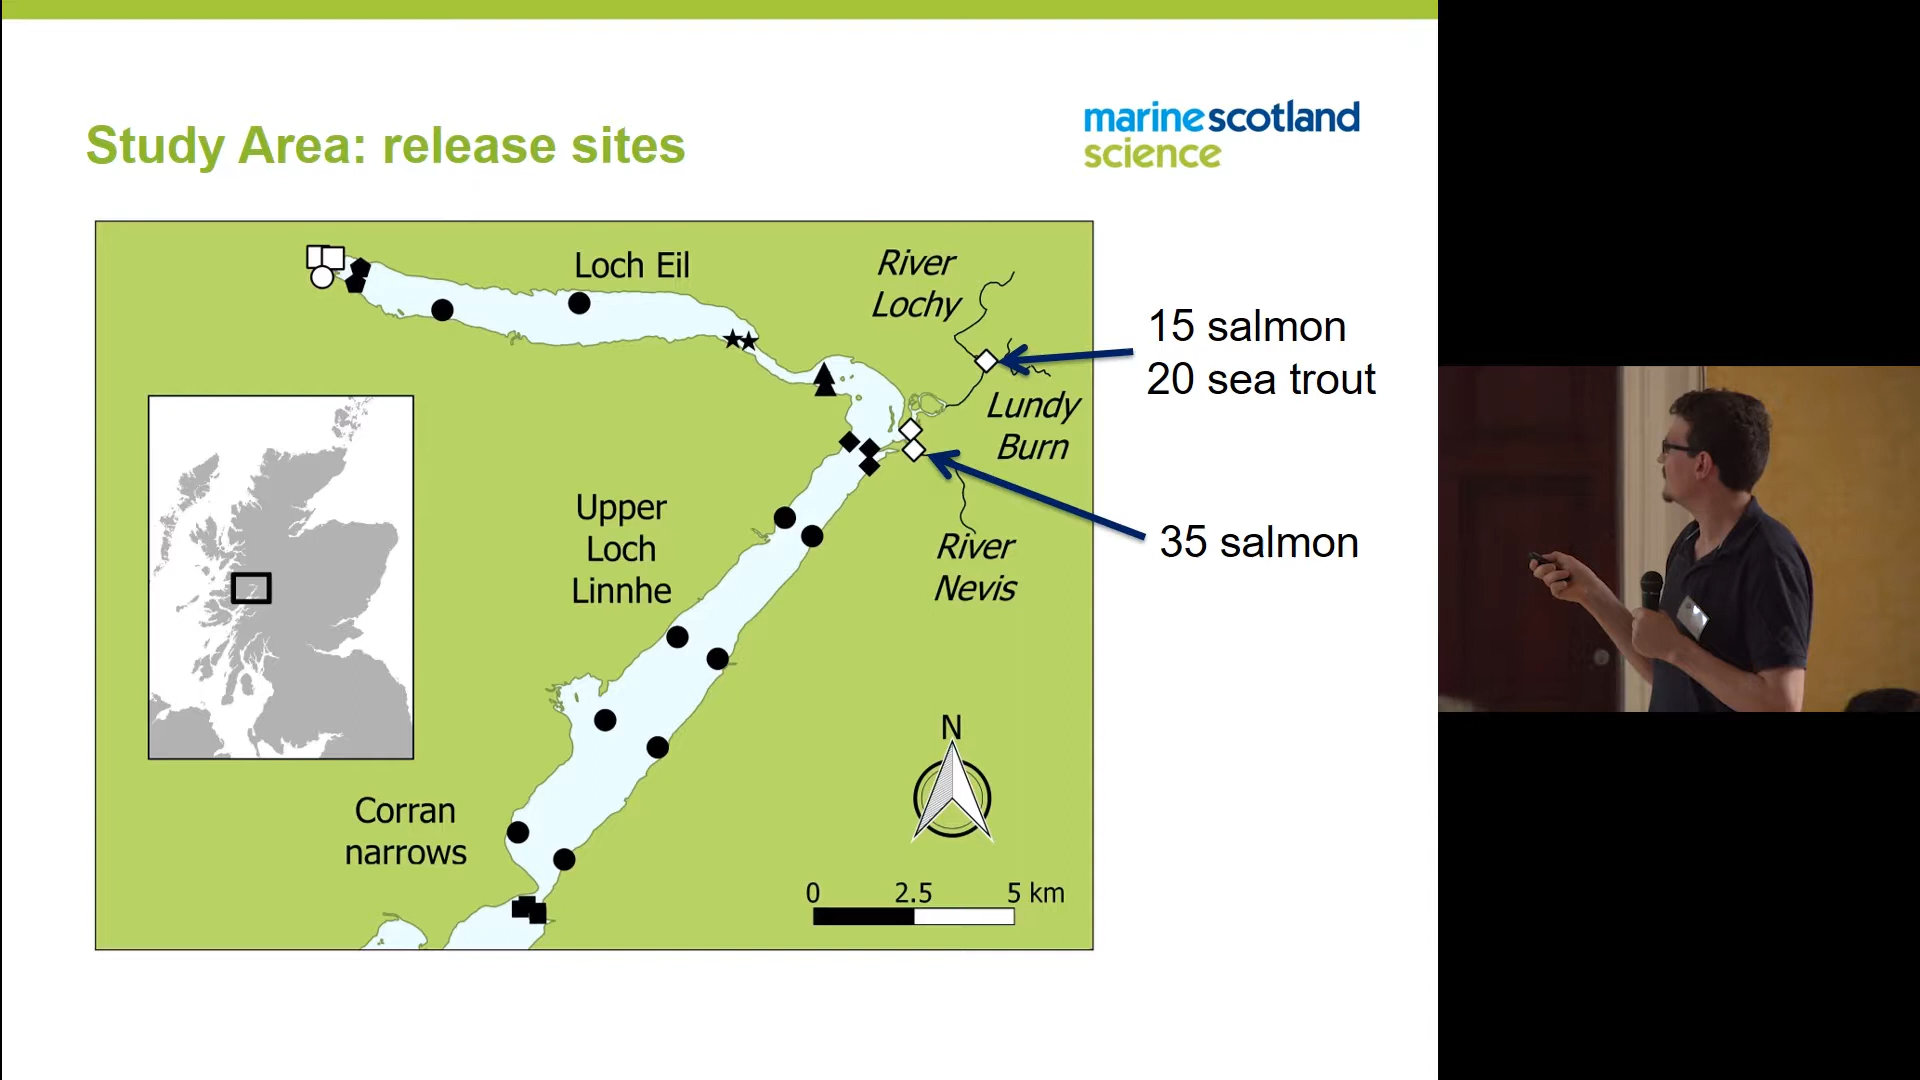 Study Area: release sites
marinescotland
science
Loch Eil
River
Lochy
15 salmon
20 sea trout
Lundy
Burn
Upper
Loch
Linnhe
35 salmon
River
Nevis
N
Corran
narrows
0 2.5 5 km